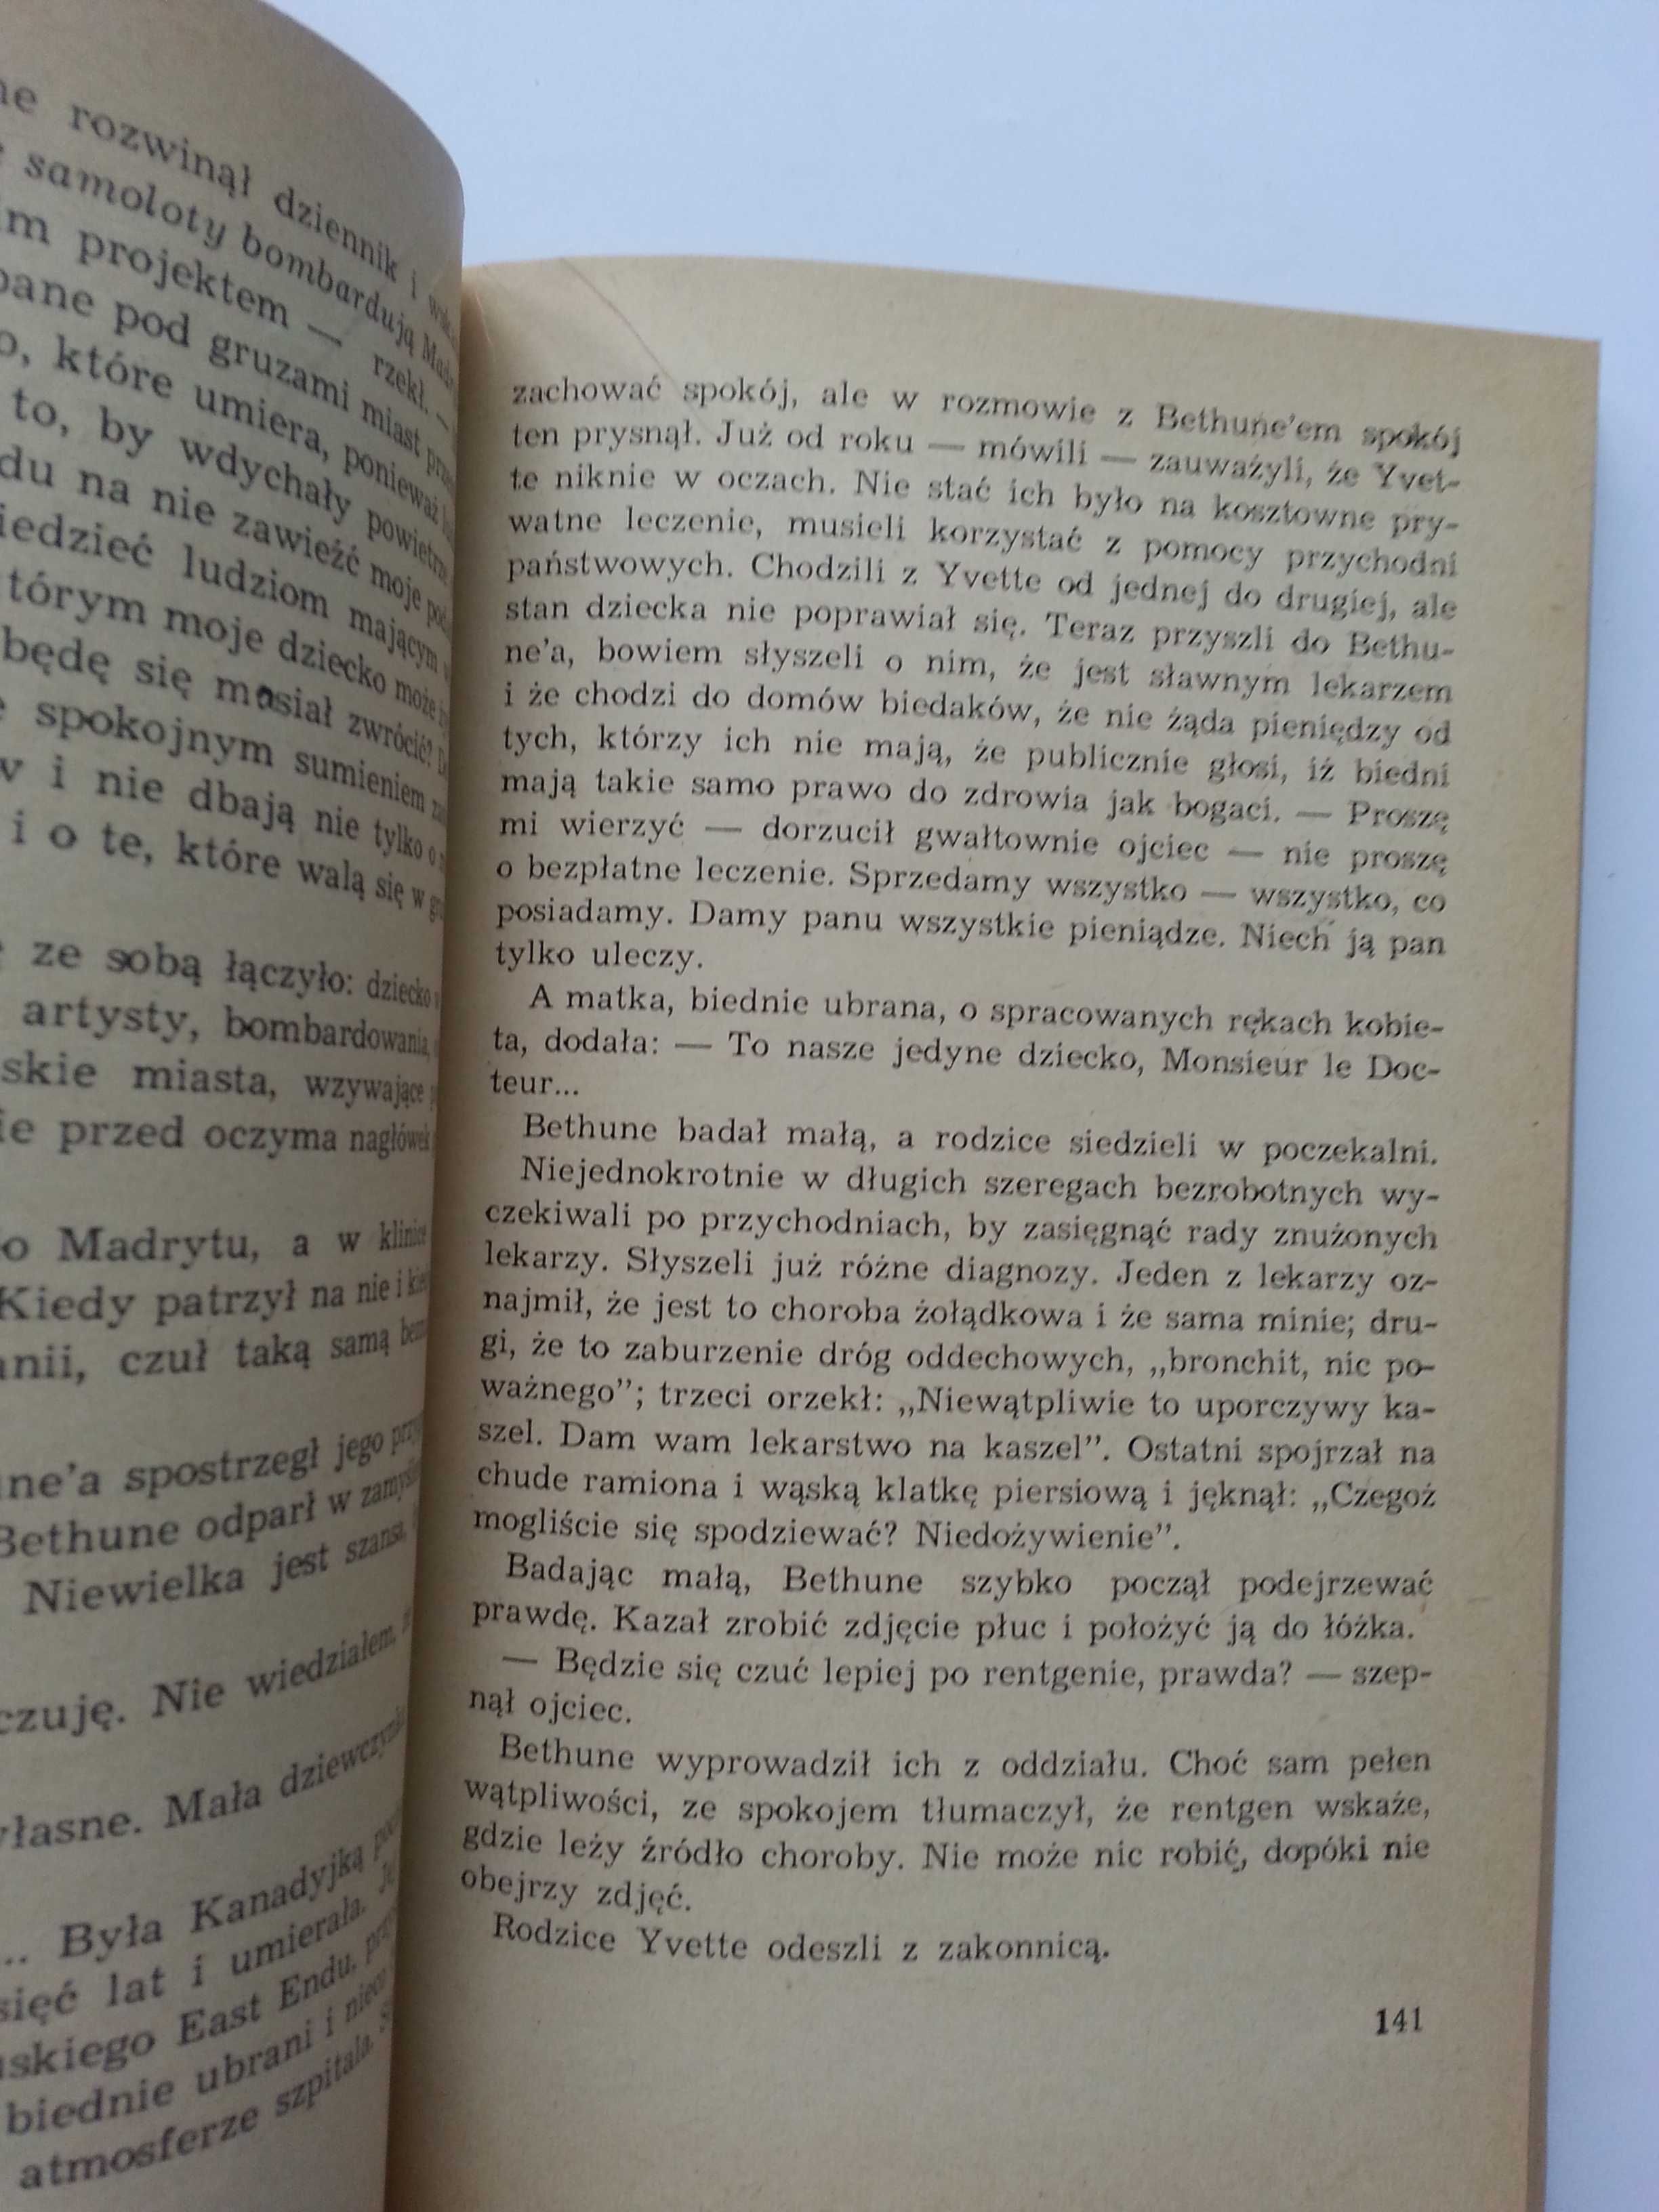 rozwinął dziennik i
samoloty bombardują
projektem — rzekł. —
pod gruzami miast
które umiera, ponieważ
to, by wdychały
na nie zawieźć moje
ludziom mającym
moje dziecko może
będę się musiał zwrócić?
spokojnym sumieniem
i nie dbają nie tylko o
i o te, które walą się w
ze sobą łączyło: dziecko
artysty, bombardowania,
miasta, wzywające
przed oczyma nagłówek
Madrytu, a w klinice
Kiedy patrzył na nie i
czuł taką samą
spostrzegł jego
Bethune odparł w
Niewielka jest szansa,
czuję. Nie wiedziałem,
Mała
... Była Kanadyjką
lat i umierała.
East Endu,
biednie ubrani i
atmosferze szpitala.
zachować spokój, ale w rozmowie z Bethune'em spokój
ten prysnął. Już od roku — mówili — zauważyli, że Yvet-
te niknie w oczach. Nie stać ich było na kosztowne pry-
watne leczenie, musieli korzystać z pomocy przychodni
państwowych. Chodzili z Yvette od jednej do drugiej, ale
stan dziecka nie poprawiał się. Teraz przyszli do Bethu-
ne'a, bowiem słyszeli o nim, że jest sławnym lekarzem
i że chodzi do domów biedaków, że nie żąda pieniędzy od
tych, którzy ich nie mają, że publicznie głosi, iż biedni
mają takie samo prawo do zdrowia jak bogaci. — Proszę
mi wierzyć — dorzucił gwałtownie ojciec — nie proszę
o bezpłatne leczenie. Sprzedamy wszystko — wszystko, co
posiadamy. Damy panu wszystkie pieniądze. Niech ją pan
tylko uleczy.
A matka, biednie ubrana, o spracowanych rękach kobie-
ta, dodała: — To nasze jedyne dziecko, Monsieur le Doc-
teur...
Bethune badał małą, a rodzice siedzieli w poczekalni.
Niejednokrotnie w długich szeregach bezrobotnych wy-
czekiwali po przychodniach, by zasięgnąć rady znużonych
lekarzy. Słyszeli już różne diagnozy. Jeden z lekarzy oz-
najmił, że jest to choroba żołądkowa i że sama minie; dru-
gi, że to zaburzenie dróg oddechowych, „bronchit, nic po-
ważnego”; trzeci orzekł: „Niewątpliwie to uporczywy ka-
szel. Dam wam lekarstwo na kaszel”. Ostatni spojrzał na
chude ramiona i wąską klatkę piersiową i jęknął: „Czegoż
mogliście się spodziewać? Niedożywienie”.
Badając małą, Bethune szybko począł podejrzewać
prawdę. Kazał zrobić zdjęcie płuc i położyć ją do łóżka.
— Będzie się czuć lepiej po rentgenie, prawda? — szep-
nął ojciec.
Bethune wyprowadził ich z oddziału. Choć sam pełen
wątpliwości, ze spokojem tłumaczył, że rentgen wskaże,
gdzie leży źródło choroby. Nie może nic robić, dopóki nie
obejrzy zdjęć.
Rodzice Yvette odeszli z zakonnicą.
141